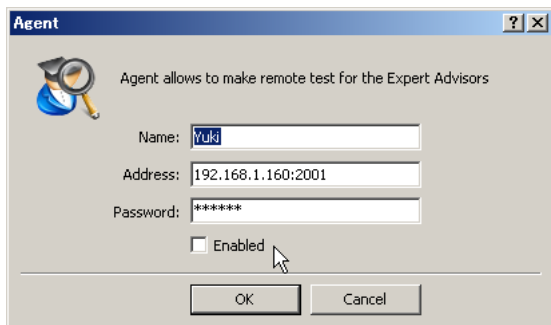 Agent
Agent allows to make remote test for the Expert Advisors
Name: Yuki
Address: 192.168.1.160:2001
Password: ******
Enabled
OK Cancel